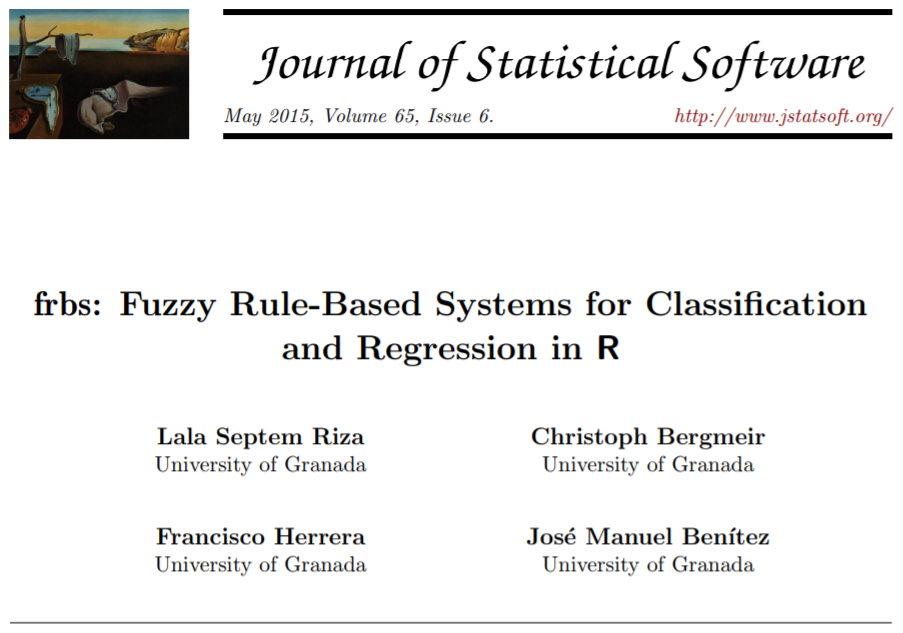 Journal of Statistical Software
May 2015, Volume 65, Issue 6. http://www.jstatsoft.org/
frbs: Fuzzy Rule-Based Systems for Classification
and Regression in R
Lala Septem Riza
University of Granada
Christoph Bergmeir
University of Granada
Francisco Herrera
University of Granada
José Manuel Benítez
University of Granada